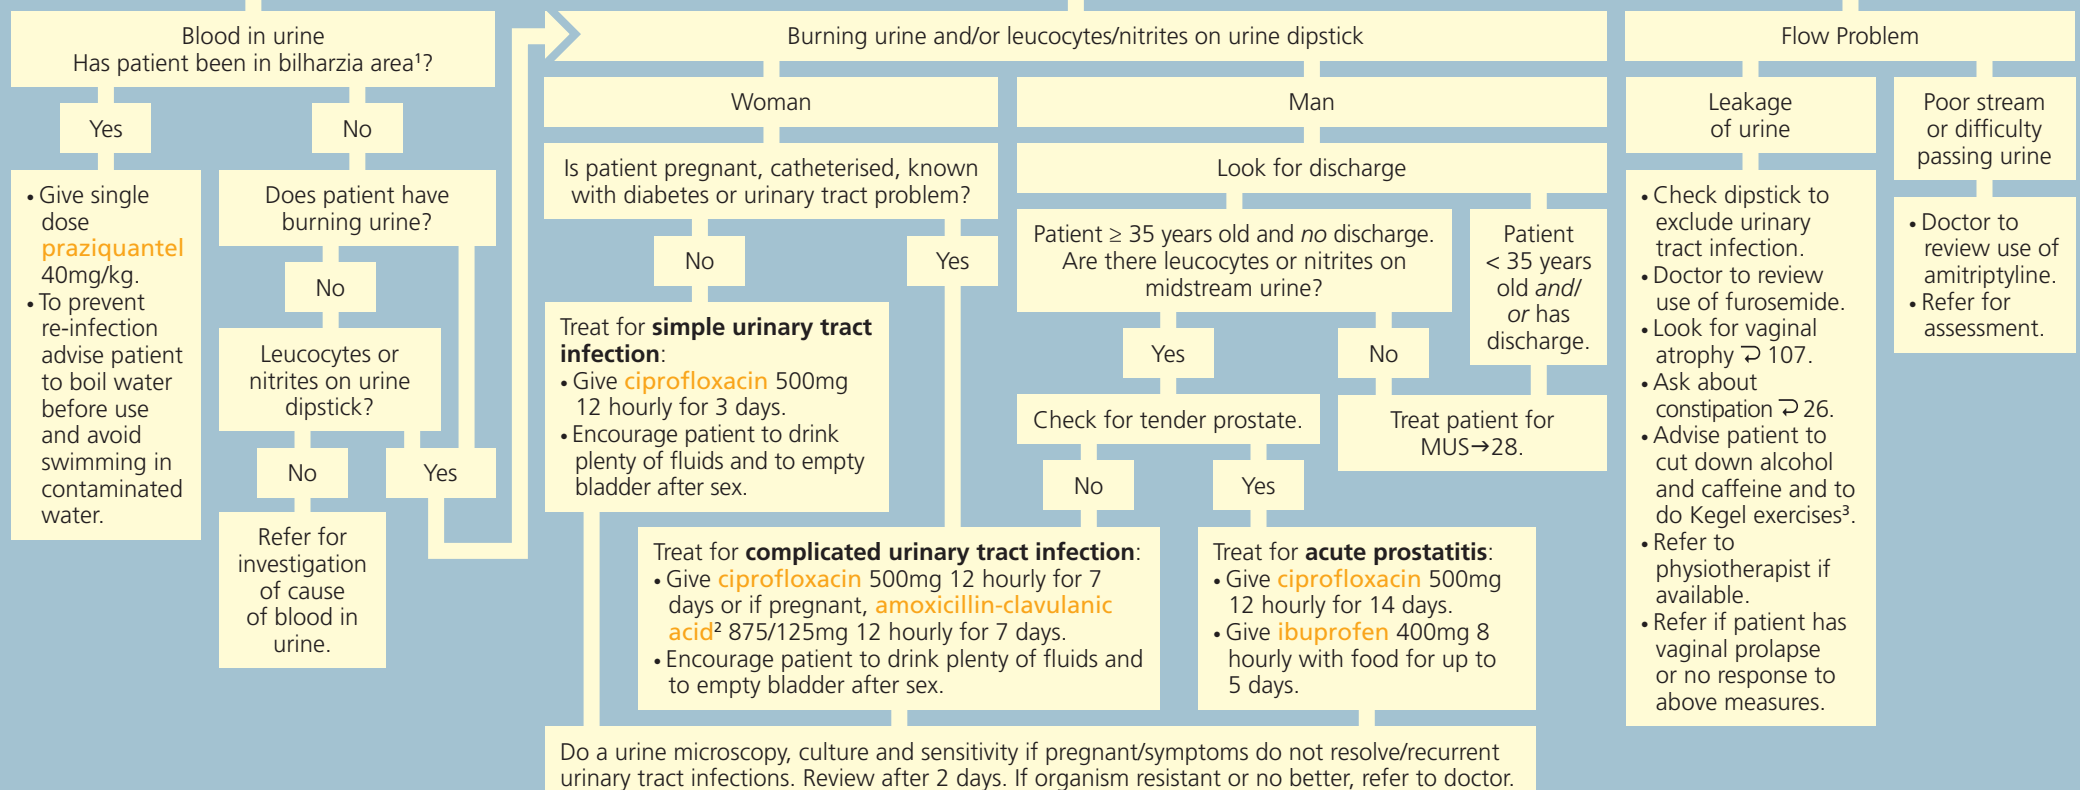 Blood in urine
Has patient been in bilharzia area¹?
Yes
• Give single
dose
praziquantel
40mg/kg.
• To prevent
re-infection
advise patient
to boil water
before use
and avoid
swimming in
contaminated
water.
No
Does patient have
burning urine?
No
Leucocytes or
nitrites on urine
dipstick?
No
Yes
Refer for
investigation
of cause
of blood in
urine.
Burning urine and/or leucocytes/nitrites on urine dipstick
Woman
Is patient pregnant, catheterised, known
with diabetes or urinary tract problem?
No
Yes
Treat for simple urinary tract
infection:
• Give ciprofloxacin 500mg
12 hourly for 3 days.
• Encourage patient to drink
plenty of fluids and to empty
bladder after sex.
Man
Look for discharge
Patient ≥ 35 years old and no discharge.
Are there leucocytes or nitrites on
midstream urine?
Patient
< 35 years
old and/
or has
discharge.
Yes
No
Check for tender prostate.
Treat patient for
MUS→28.
No
Yes
Treat for complicated urinary tract infection:
• Give ciprofloxacin 500mg 12 hourly for 7
days or if pregnant, amoxicillin-clavulanic
acid² 875/125mg 12 hourly for 7 days.
• Encourage patient to drink plenty of fluids and
to empty bladder after sex.
Treat for acute prostatitis:
• Give ciprofloxacin 500mg
12 hourly for 14 days.
• Give ibuprofen 400mg 8
hourly with food for up to
5 days.
Do a urine microscopy, culture and sensitivity if pregnant/symptoms do not resolve/recurrent
urinary tract infections. Review after 2 days. If organism resistant or no better, refer to doctor.
Flow Problem
Leakage
of urine
• Check dipstick to
exclude urinary
tract infection.
• Doctor to review
use of furosemide.
• Look for vaginal
atrophy ⮌ 107.
• Ask about
constipation ⮌ 26.
• Advise patient to
cut down alcohol
and caffeine and to
do Kegel exercises³.
• Refer to
physiotherapist if
available.
• Refer if patient has
vaginal prolapse
or no response to
above measures.
Poor stream
or difficulty
passing urine
• Doctor to
review use of
amitriptyline.
• Refer for
assessment.